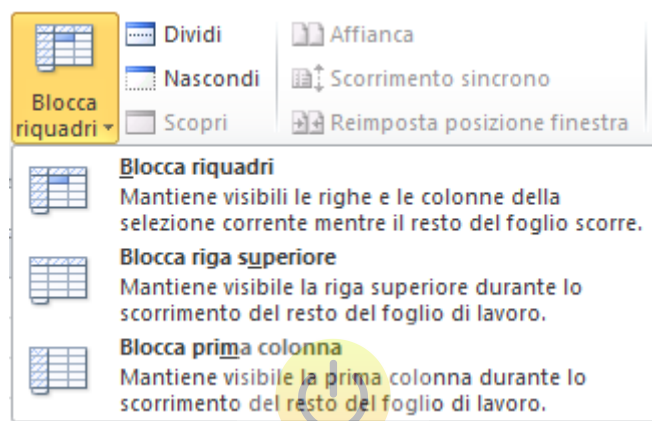 Blocca riquadri
Dividi
Nascondi
Scopri
Affianca
Scorrimento sincrono
Reimposta posizione finestra
Blocca riquadri
Mantiene visibili le righe e le colonne della
selezione corrente mentre il resto del foglio scorre.
Blocca riga superiore
Mantiene visibile la riga superiore durante lo
scorrimento del resto del foglio di lavoro.
Blocca prima colonna
Mantiene visibile la prima colonna durante lo
scorrimento del resto del foglio di lavoro.